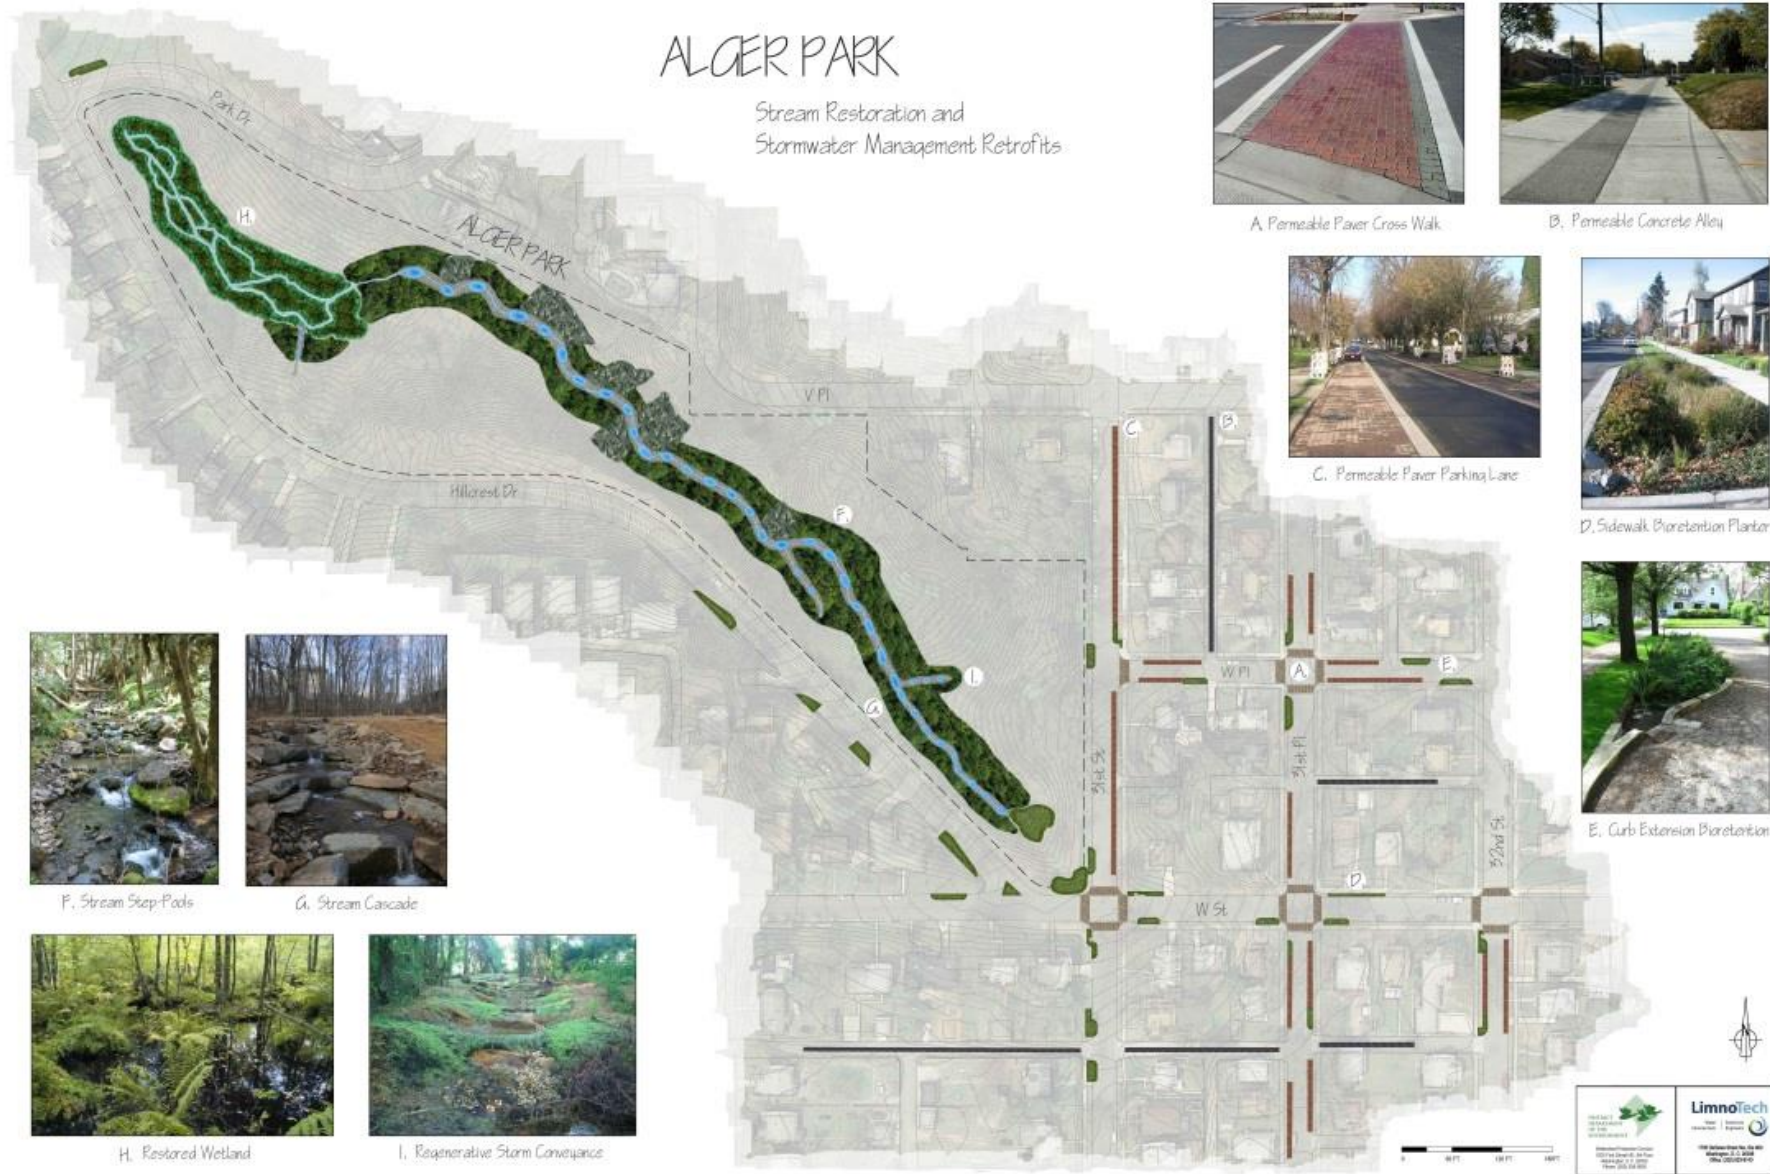 ALGER PARK
Stream Restoration and
Stormwater Management Retrofits
A. Permeable Paver Cross Walk
B. Permeable Concrete Alley
C. Permeable Paver Parking Lane
D. Sidewalk Bioretention Planter
E. Curb Extension Bioretention
F. Stream Step-Pools
G. Stream Cascade
H. Restored Wetland
I. Regenerative Storm Conveyance
Park Dr
H.
ALGER PARK
V Pl
C.
B.
Hillcrest Dr
F.
W Pl
A.
E.
I.
G.
31st St
31st Pl
32nd St
D.
W St
N
0
LimnoTech